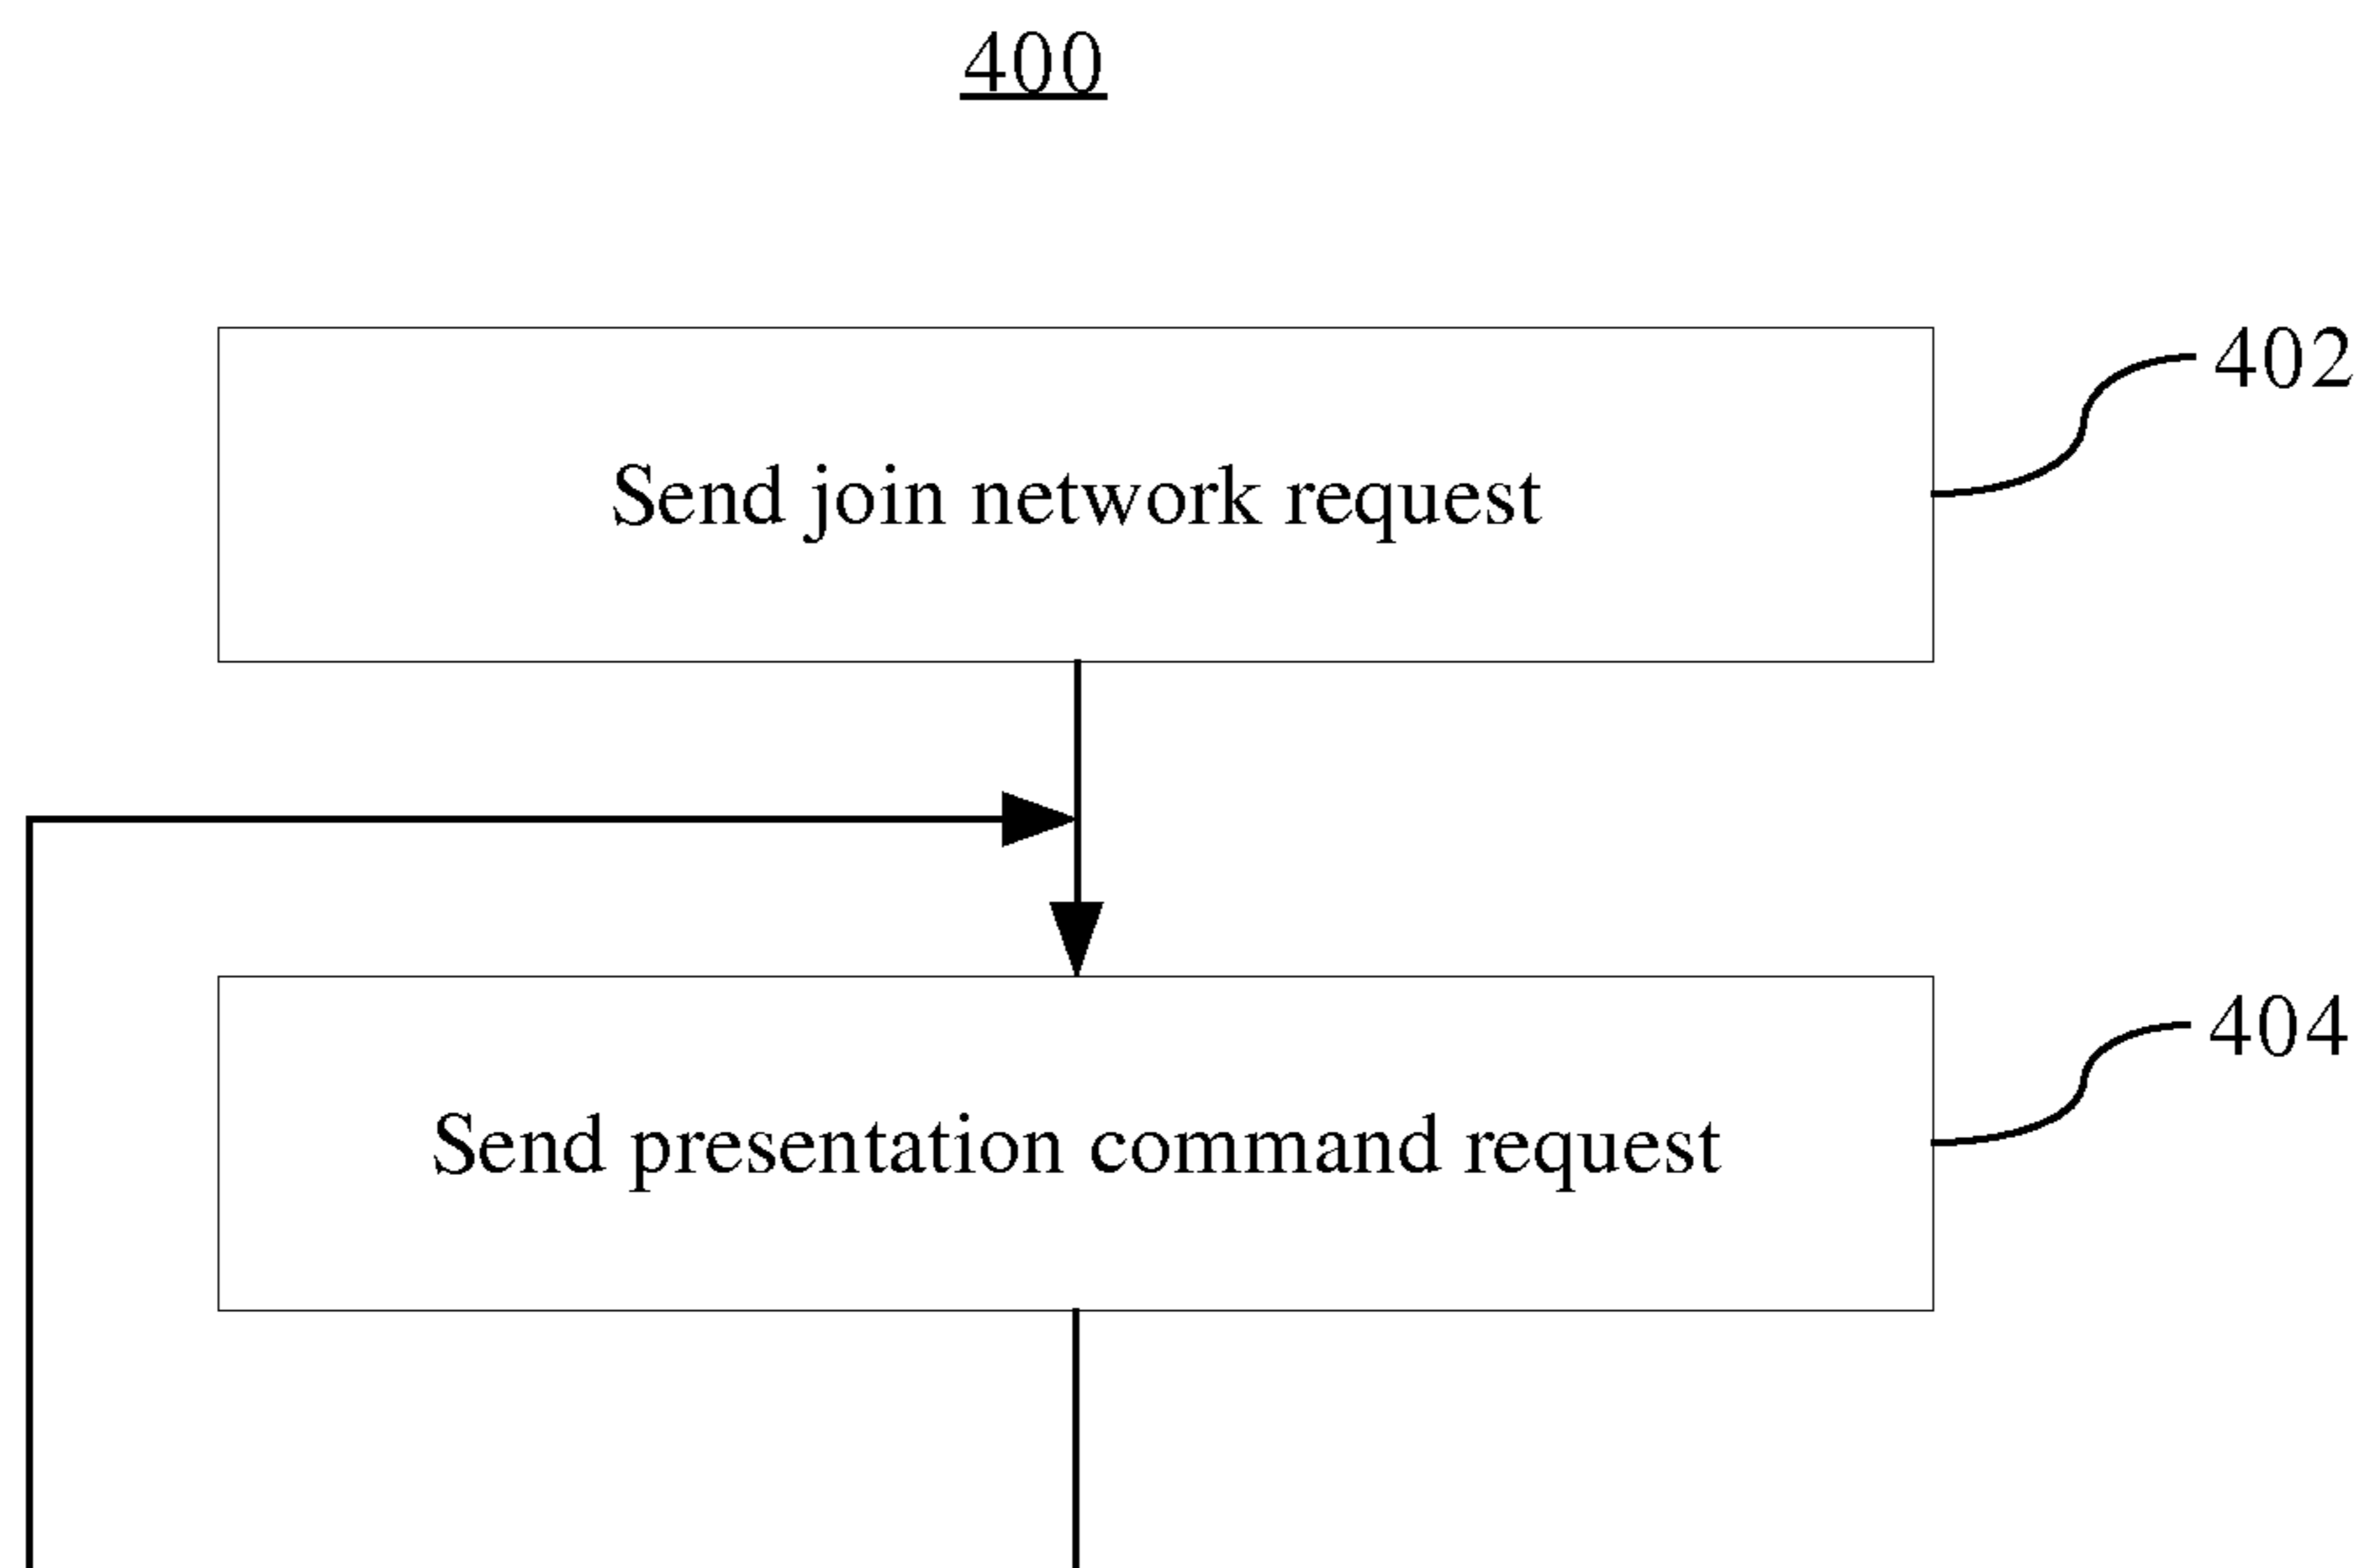 400
402
Send join network request
404
Send presentation command request